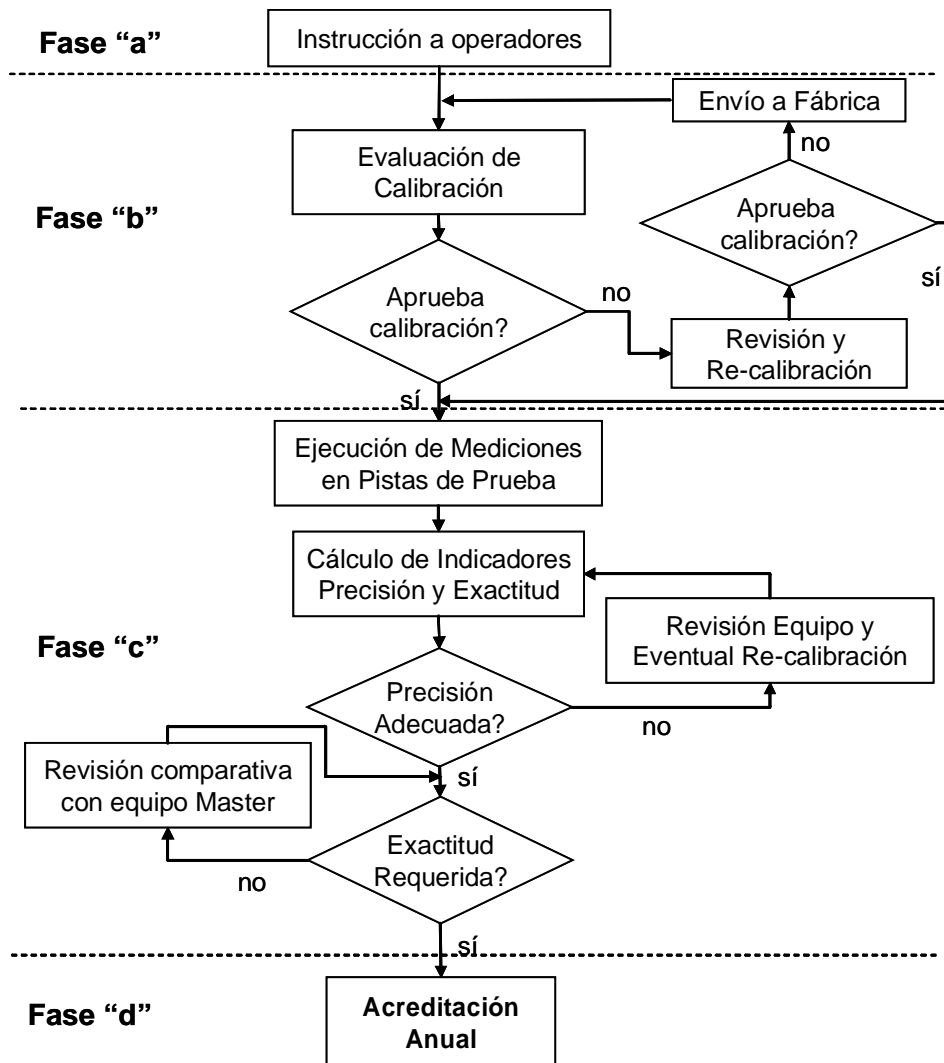 Fase “a”
Instrucción a operadores
Envío a Fábrica
no
Evaluación de
Calibración
Fase “b”
Aprueba
calibración?
sí
Aprueba
calibración?
no
Revisión y
Re-calibración
sí
Ejecución de Mediciones
en Pistas de Prueba
Cálculo de Indicadores
Precisión y Exactitud
Fase “c”
Revisión Equipo y
Eventual Re-calibración
Precisión
Adecuada?
no
sí
Revisión comparativa
con equipo Master
Exactitud
Requerida?
no
sí
Fase “d”
Acreditación
Anual